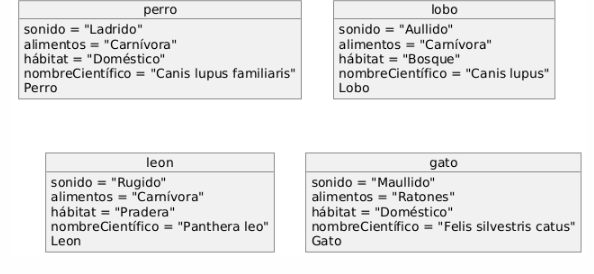 perro
sonido = "Ladrido"
alimentos = "Carnívora"
hábitat = "Doméstico"
nombreCientífico = "Canis lupus familiaris"
Perro
lobo
sonido = "Aullido"
alimentos = "Carnívora"
hábitat = "Bosque"
nombreCientífico = "Canis lupus"
Lobo
leon
sonido = "Rugido"
alimentos = "Carnívora"
hábitat = "Pradera"
nombreCientífico = "Panthera leo"
Leon
gato
sonido = "Maullido"
alimentos = "Ratones"
hábitat = "Doméstico"
nombreCientífico = "Felis silvestris catus"
Gato